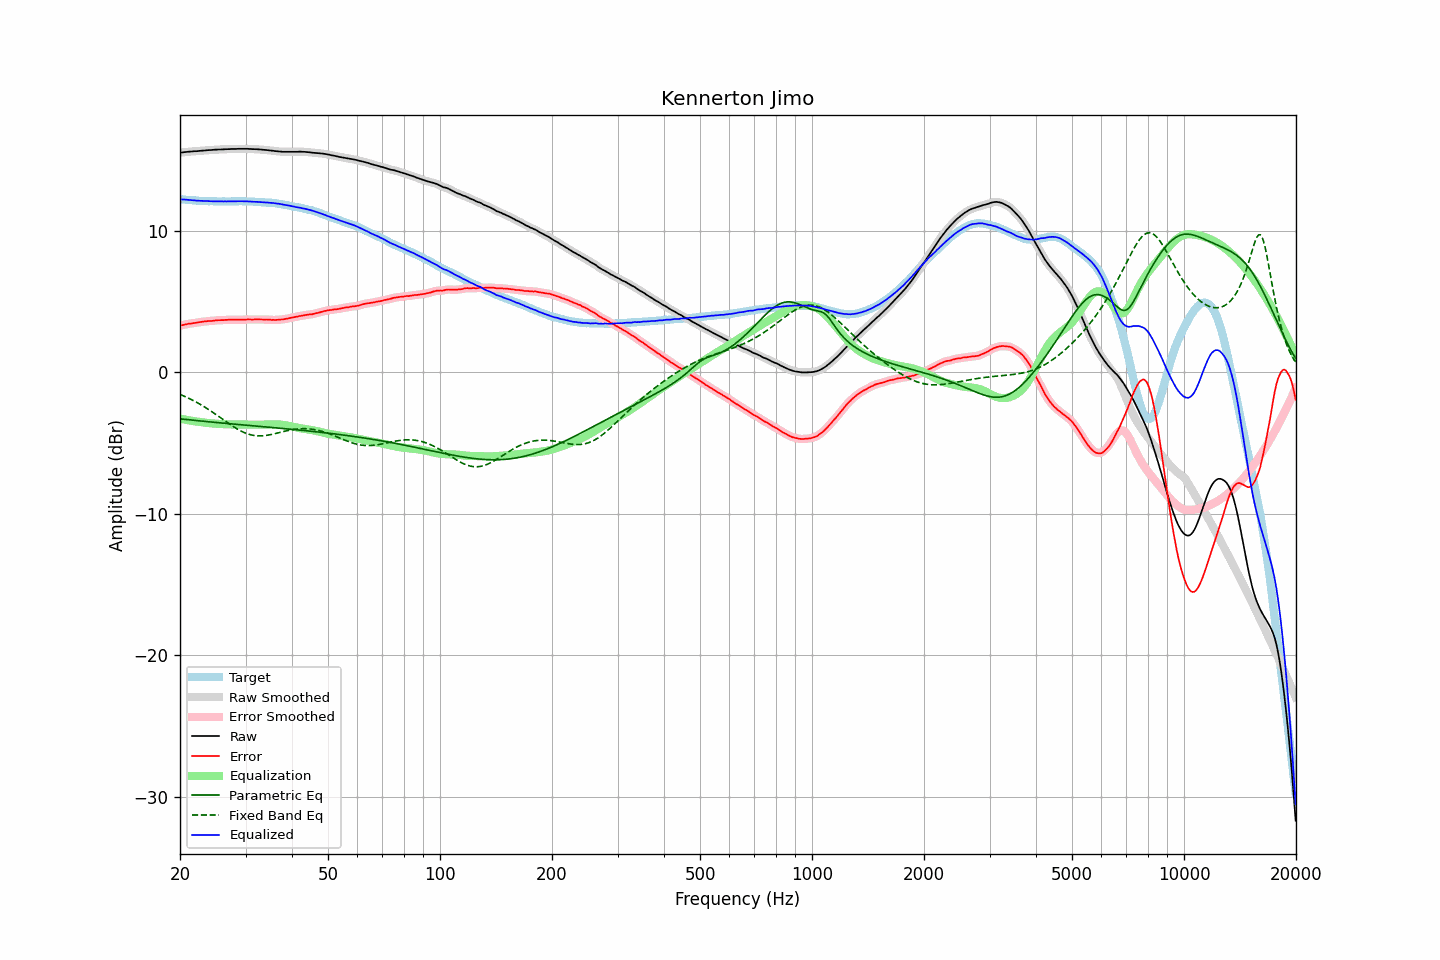 Kennerton Jimo
Amplitude (dBr)
10
0
−10
−20
−30
Target
Raw Smoothed
Error Smoothed
Raw
Error
Equalization
Parametric Eq
Fixed Band Eq
Equalized
20 50 100 200 500 1000 2000 5000 10000 20000
Frequency (Hz)